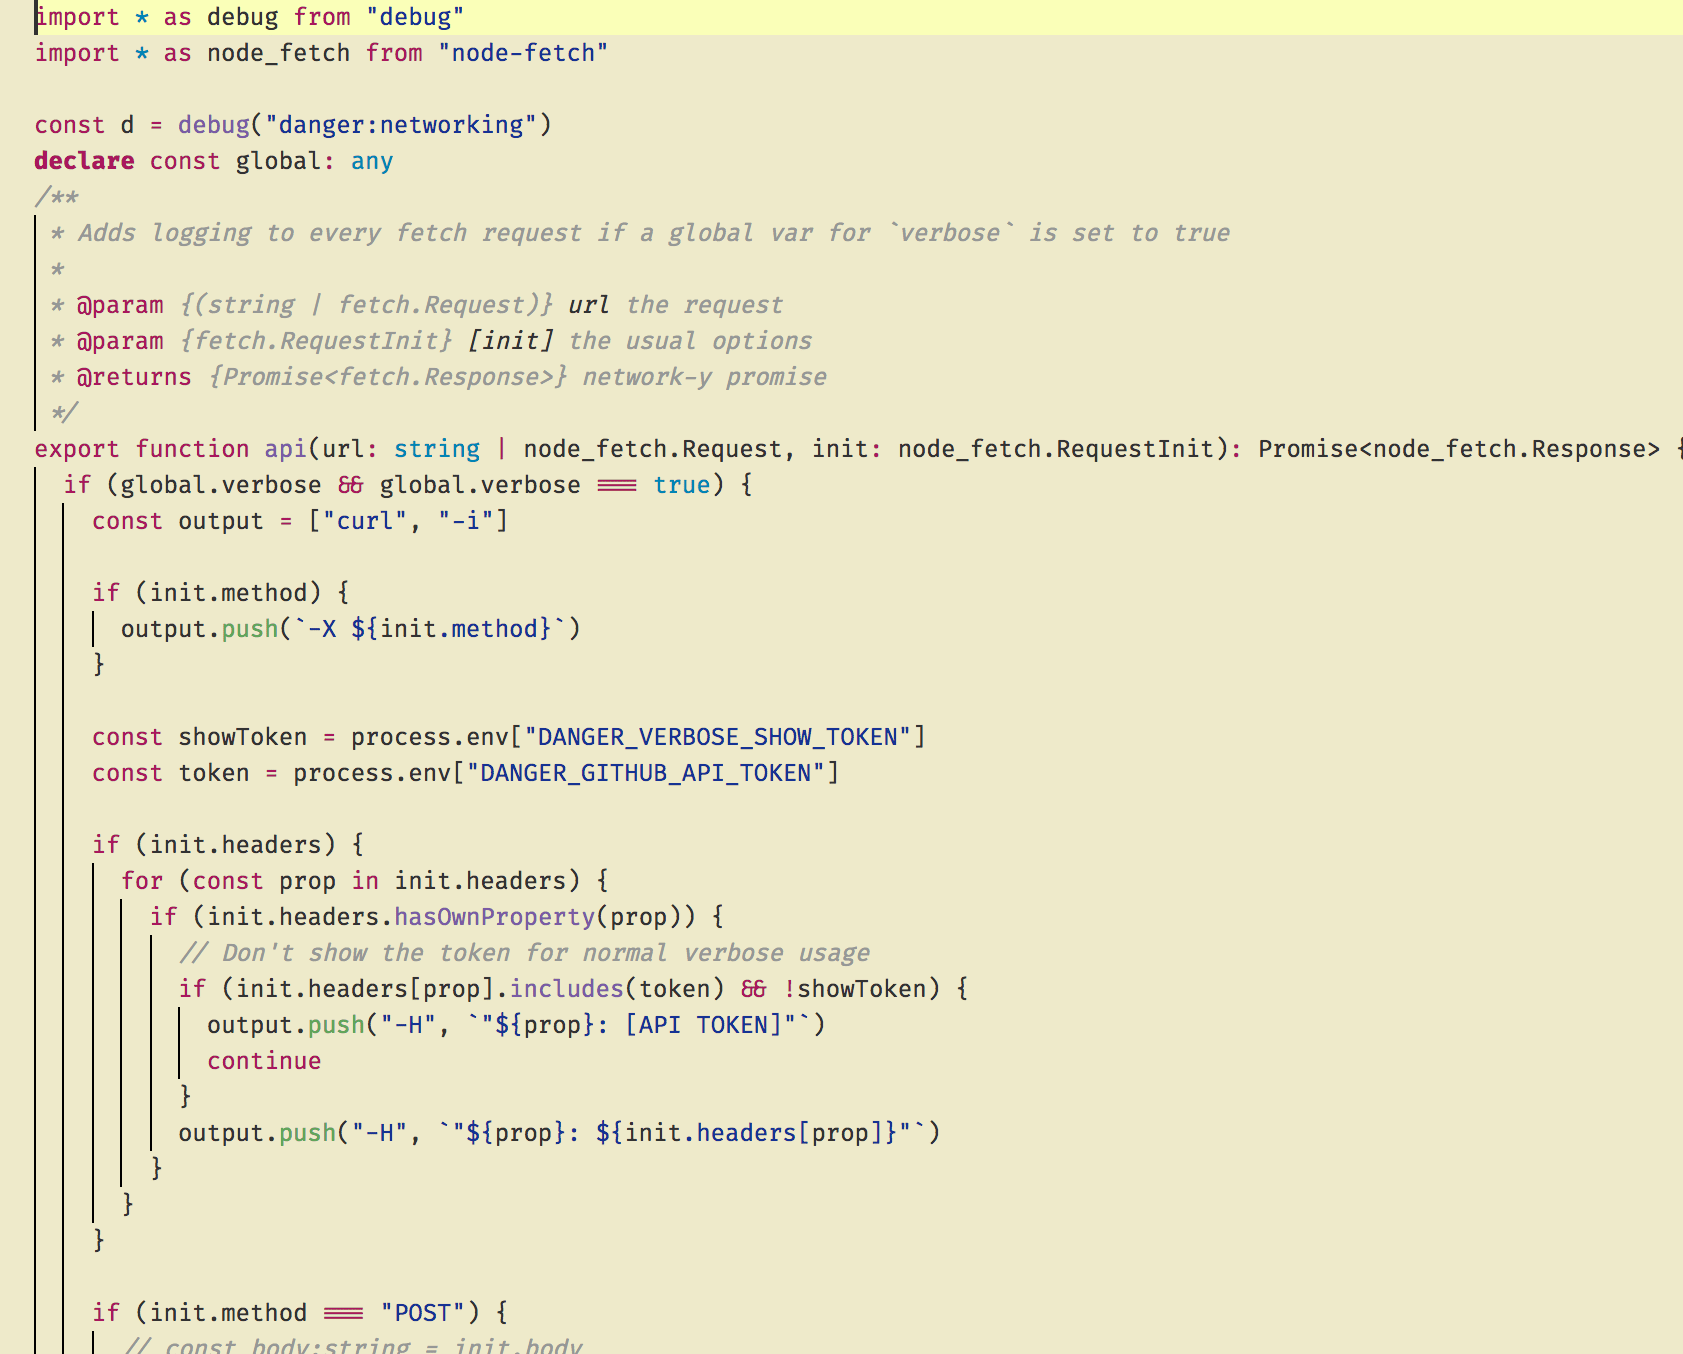 import * as debug from "debug"
import * as node_fetch from "node-fetch"

const d = debug("danger:networking")
declare const global: any
/**
 * Adds logging to every fetch request if a global var for `verbose` is set to true
 *
 * @param {(string | fetch.Request)} url the request
 * @param {fetch.RequestInit} [init] the usual options
 * @returns {Promise<fetch.Response>} network-y promise
 */
export function api(url: string | node_fetch.Request, init: node_fetch.RequestInit): Promise<node_fetch.Response> {
  if (global.verbose && global.verbose === true) {
    const output = ["curl", "-i"]

    if (init.method) {
      output.push(`-X ${init.method}`)
    }

    const showToken = process.env["DANGER_VERBOSE_SHOW_TOKEN"]
    const token = process.env["DANGER_GITHUB_API_TOKEN"]

    if (init.headers) {
      for (const prop in init.headers) {
        if (init.headers.hasOwnProperty(prop)) {
          // Don't show the token for normal verbose usage
          if (init.headers[prop].includes(token) && !showToken) {
            output.push("-H", `"${prop}: [API TOKEN]"`)
            continue
          }
          output.push("-H", `"${prop}: ${init.headers[prop]}"`)
        }
      }
    }

    if (init.method === "POST") {
      // const body:string = init.body